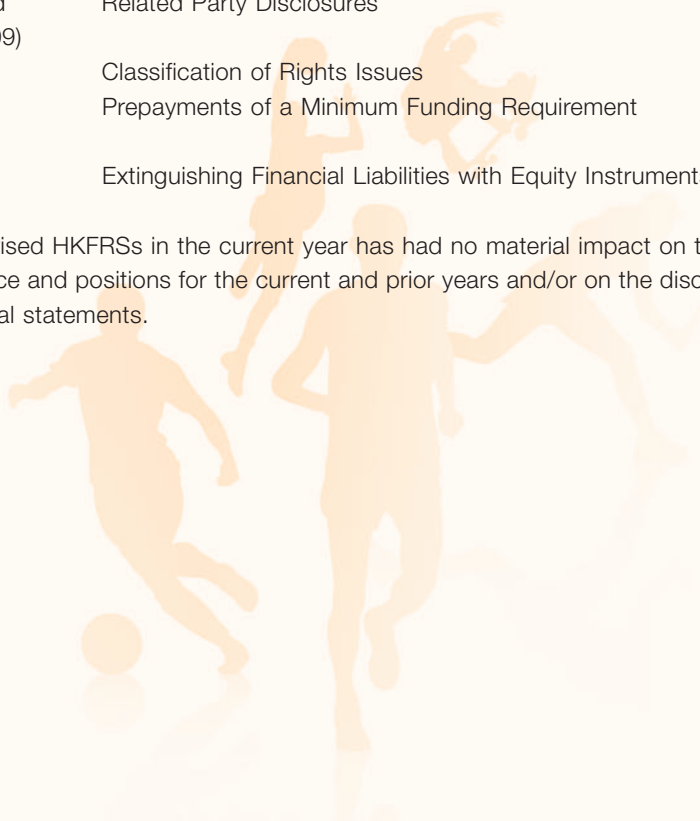 d Related Party Disclosures
09)
Classification of Rights Issues
Prepayments of a Minimum Funding Requirement
Extinguishing Financial Liabilities with Equity Instrument
ised HKFRSs in the current year has had no material impact on t
ce and positions for the current and prior years and/or on the disc
al statements.